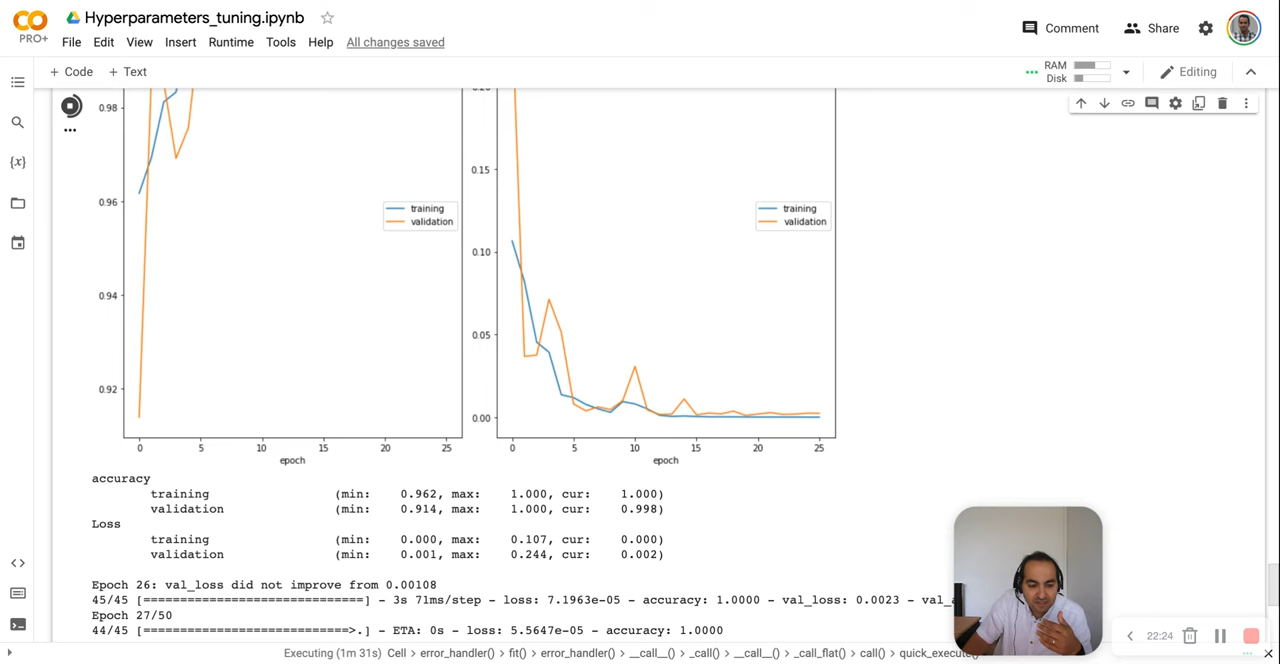 Hyperparameters_tuning.ipynb
PRO+
File Edit View Insert Runtime Tools Help All changes saved
Comment Share
+ Code + Text
RAM
Disk
Editing
0.98
0.96
0.94
0.92
0 5 10 15 20 25
epoch
training
validation
0.20
0.15
0.10
0.05
0.00
0 5 10 15 20 25
epoch
training
validation
accuracy
training (min: 0.962, max: 1.000, cur: 1.000)
validation (min: 0.914, max: 1.000, cur: 0.998)
Loss
training (min: 0.000, max: 0.107, cur: 0.000)
validation (min: 0.001, max: 0.244, cur: 0.002)
Epoch 26: val_loss did not improve from 0.00108
45/45 [==============================] - 3s 71ms/step - loss: 7.1963e-05 - accuracy: 1.0000 - val_loss: 0.0023 - val_a
Epoch 27/50
44/45 [============================>.] - ETA: 0s - loss: 5.5647e-05 - accuracy: 1.0000
22:24
Executing (1m 31s) Cell > error_handler() > fit() > error_handler() > __call__() > _call() > __call__() > _call_flat() > call() > quick_execute()